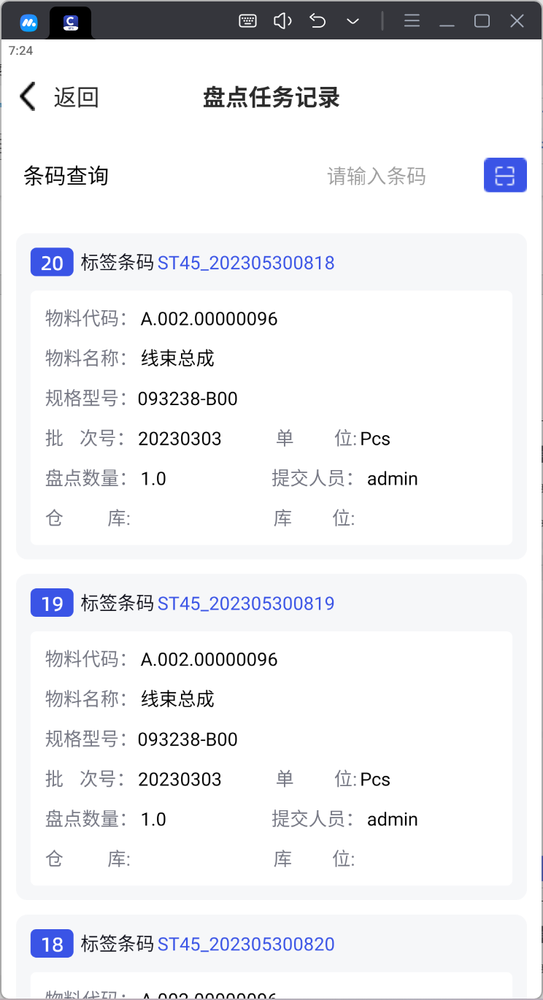 7:24
返回 盘点任务记录
条码查询 请输入条码
20 标签条码 ST45_202305300818
物料代码： A.002.00000096
物料名称： 线束总成
规格型号： 093238-B00
批 次号： 20230303 单 位: Pcs
盘点数量： 1.0 提交人员： admin
仓 库: 库 位:
19 标签条码 ST45_202305300819
物料代码： A.002.00000096
物料名称： 线束总成
规格型号： 093238-B00
批 次号： 20230303 单 位: Pcs
盘点数量： 1.0 提交人员： admin
仓 库: 库 位:
18 标签条码 ST45_202305300820
物料代码： A.002.00000096